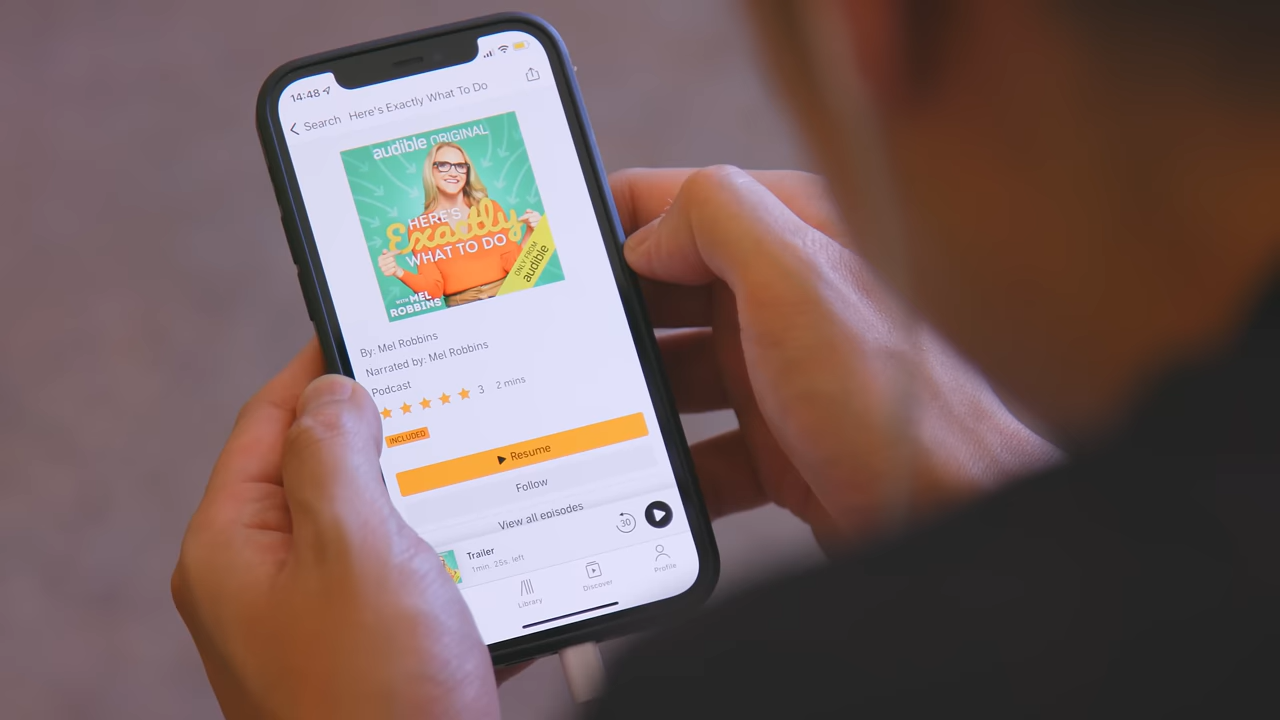 14:48
Search Here's Exactly What To Do
audible ORIGINAL
HERE'S
Exactly
WHAT TO DO
ONLY FROM
audible
WITH MEL
ROBBINS
By: Mel Robbins
Narrated by: Mel Robbins
Podcast
3 2 mins
INCLUDED
Resume
Follow
View all episodes
Trailer
1min. 25s. left
30
Library
Discover
Profile